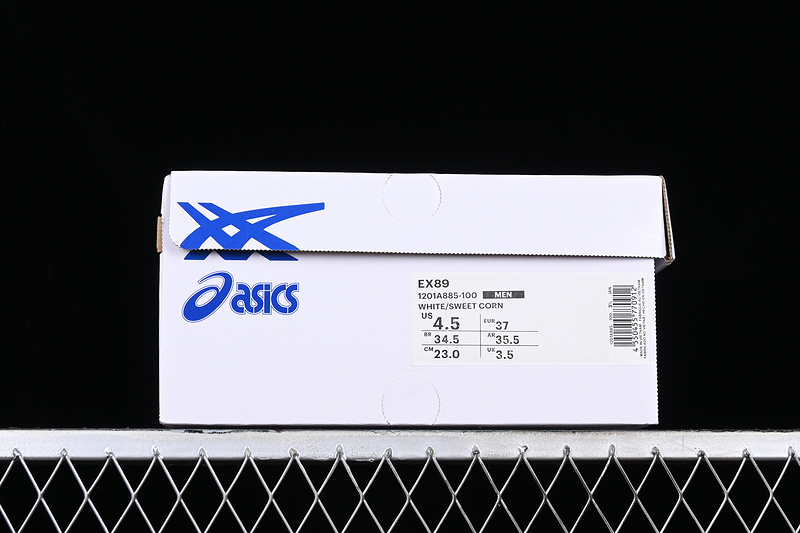 asics
EX89
1201A885-100 MEN
WHITE/SWEET CORN
US 4.5 EUR 37
BR 34.5 AR 35.5
CM 23.0 UK 3.5
4550455770912